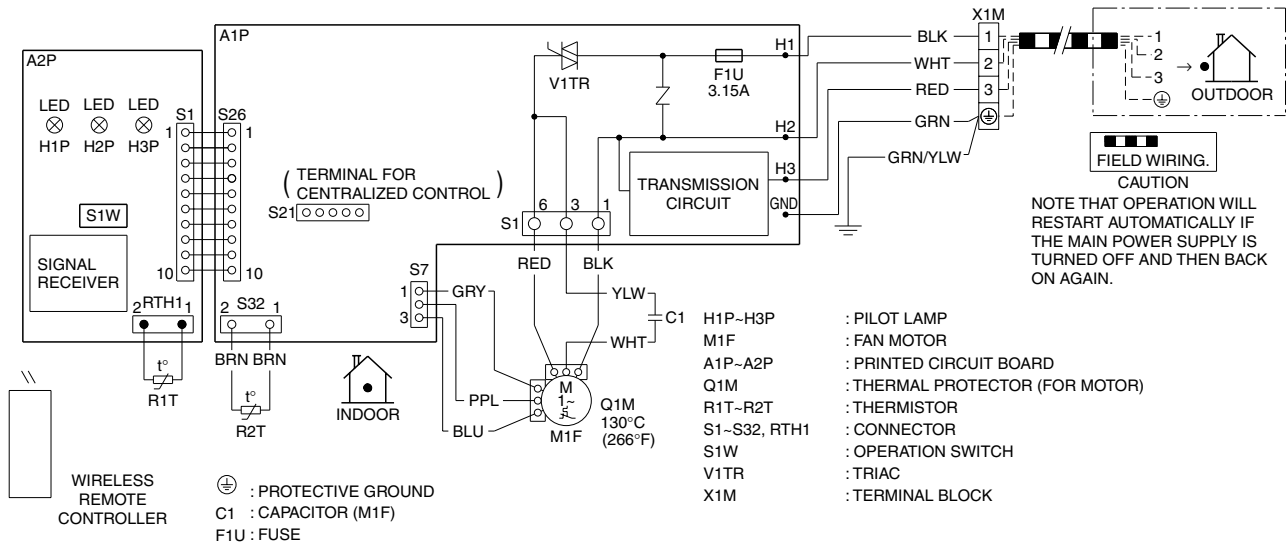 A2P
LED LED LED
H1P H2P H3P
S1
1
10
S1W
SIGNAL
RECEIVER
2 RTH1 1
t°
R1T
A1P
S26
1
10
( TERMINAL FOR
CENTRALIZED CONTROL )
S21
2 S32 1
BRN BRN
t°
R2T
INDOOR
V1TR
F1U
3.15A
H1
H2
H3
GND
TRANSMISSION
CIRCUIT
S1
6 3 1
RED
BLK
YLW
C1
WHT
S7
1
3
GRY
PPL
BLU
M
1~
M1F
Q1M
130°C
(266°F)
X1M
BLK 1
WHT 2
RED 3
GRN
GRN/YLW
1
2
3
→
OUTDOOR
FIELD WIRING.
CAUTION
NOTE THAT OPERATION WILL
RESTART AUTOMATICALLY IF
THE MAIN POWER SUPPLY IS
TURNED OFF AND THEN BACK
ON AGAIN.
H1P~H3P : PILOT LAMP
M1F : FAN MOTOR
A1P~A2P : PRINTED CIRCUIT BOARD
Q1M : THERMAL PROTECTOR (FOR MOTOR)
R1T~R2T : THERMISTOR
S1~S32, RTH1 : CONNECTOR
S1W : OPERATION SWITCH
V1TR : TRIAC
X1M : TERMINAL BLOCK
WIRELESS
REMOTE
CONTROLLER
: PROTECTIVE GROUND
C1 : CAPACITOR (M1F)
F1U : FUSE